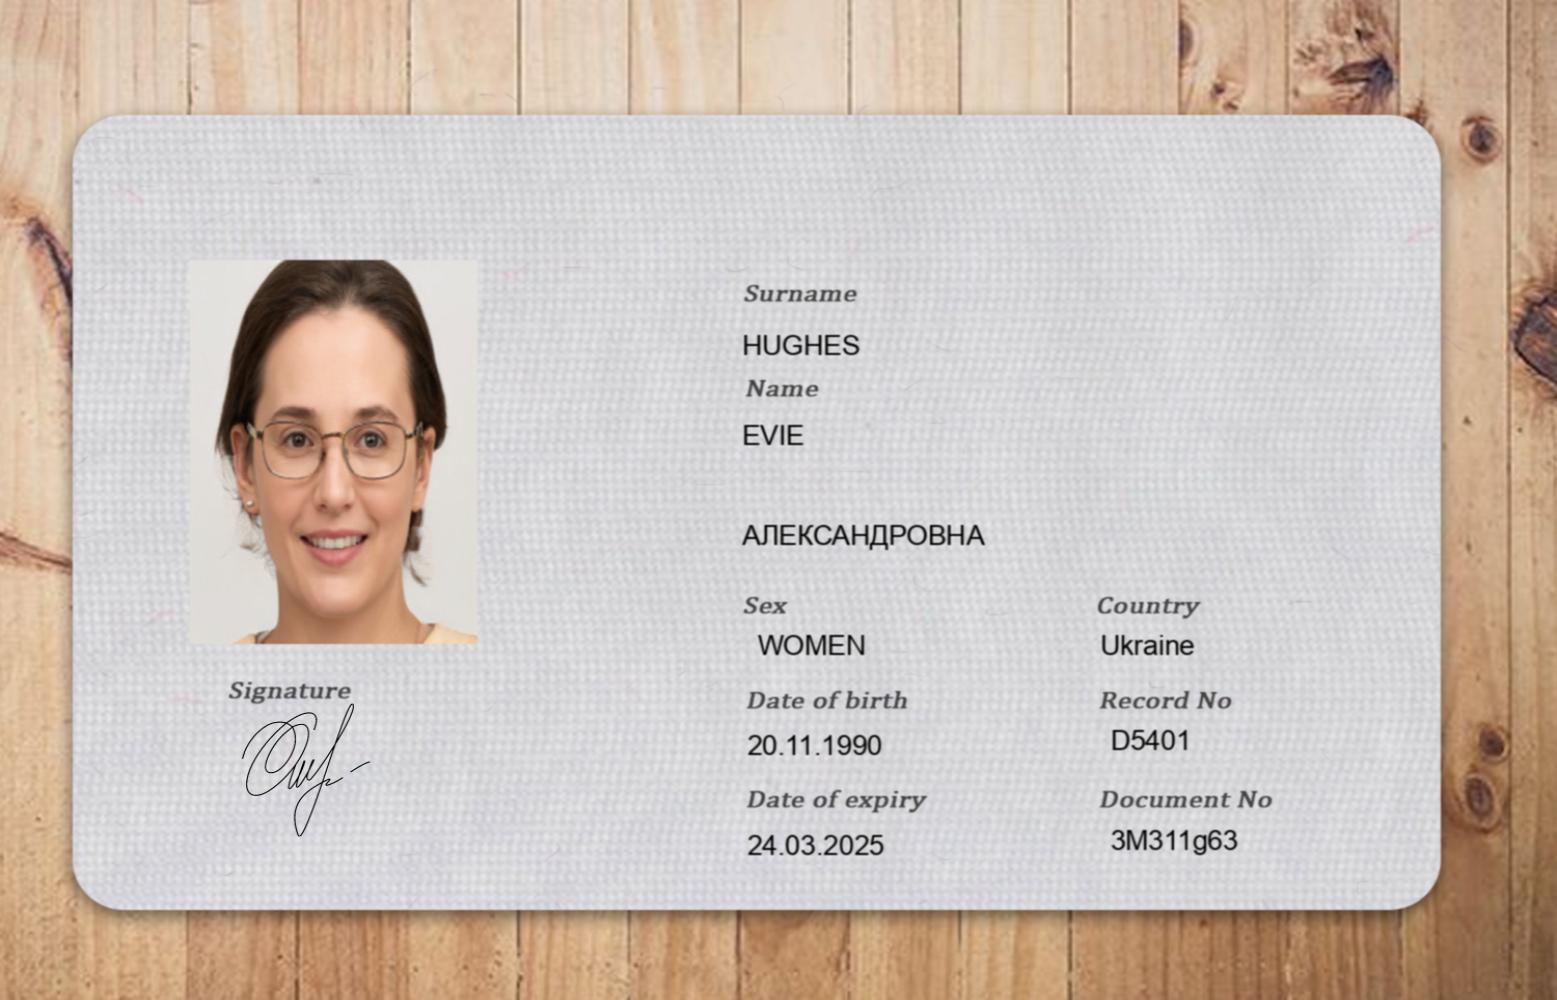 Surname
HUGHES
Name
EVIE
АЛЕКСАНДРОВНА
Sex
Country
WOMEN
Ukraine
Date of birth
Record No
20.11.1990
D5401
Date of expiry
Document No
24.03.2025
3M311g63
Signature